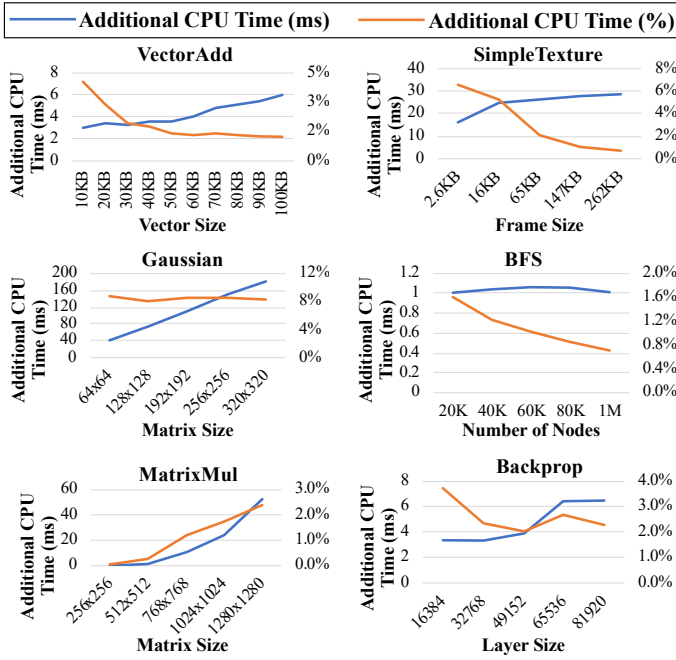 Additional CPU Time (ms) Additional CPU Time (%)
VectorAdd
Additional CPU
Time (ms)
8
6
4
2
0
5%
3%
2%
0%
10KB
20KB
30KB
40KB
50KB
60KB
70KB
80KB
90KB
100KB
Vector Size
SimpleTexture
Additional CPU
Time (ms)
40
30
20
10
0
8%
6%
4%
2%
0%
2.6KB
16KB
65KB
147KB
262KB
Frame Size
Gaussian
Additional CPU
Time (ms)
200
160
120
80
40
0
12%
8%
4%
0%
64x64
128x128
192x192
256x256
320x320
Matrix Size
BFS
Additional CPU
Time (ms)
1.2
1
0.8
0.6
0.4
0.2
0
2.0%
1.6%
1.2%
0.8%
0.4%
0.0%
20K 40K 60K 80K 1M
Number of Nodes
MatrixMul
Additional CPU
Time (ms)
60
40
20
0
3.0%
2.0%
1.0%
0.0%
256x256
512x512
768x768
1024x1024
1280x1280
Matrix Size
Backprop
Additional CPU
Time (ms)
8
6
4
2
0
4.0%
3.0%
2.0%
1.0%
0.0%
16384
32768
49152
65536
81920
Layer Size